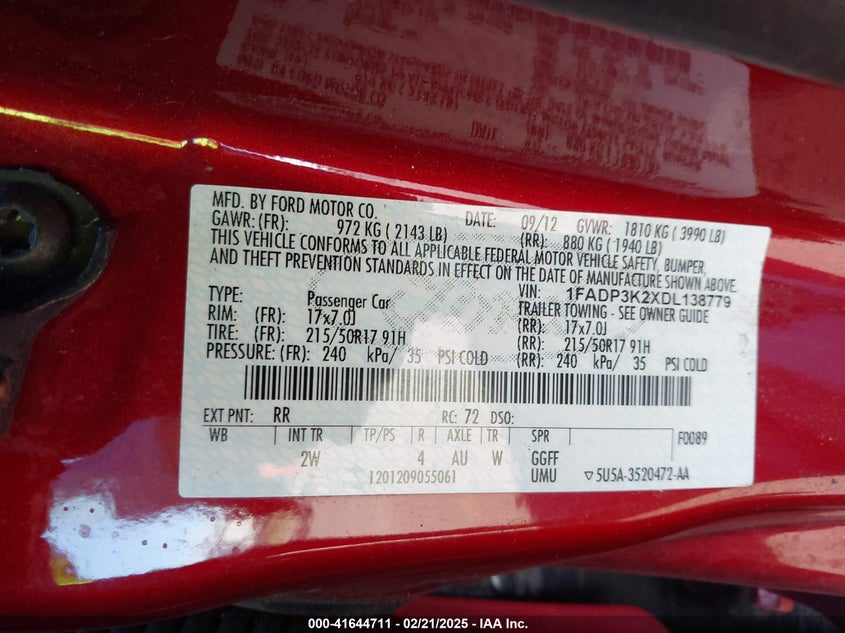 MFD. BY FORD MOTOR CO. DATE: 09/12 GVWR: 1810 KG ( 3990 LB)
GAWR: (FR): 972 KG ( 2143 LB) (RR): 880 KG ( 1940 LB)
THIS VEHICLE CONFORMS TO ALL APPLICABLE FEDERAL MOTOR VEHICLE SAFETY, BUMPER,
AND THEFT PREVENTION STANDARDS IN EFFECT ON THE DATE OF MANUFACTURE SHOWN ABOVE.
VIN: 1FADP3K2XDL138779
TYPE: Passenger Car TRAILER TOWING - SEE OWNER GUIDE
RIM: (FR): 17x7.0J (RR): 17x7.0J
TIRE: (FR): 215/50R17 91H (RR): 215/50R17 91H
PRESSURE: (FR): 240 kPa/ 35 PSI COLD (RR): 240 kPa/ 35 PSI COLD
EXT PNT: RR RC: 72 DSO:
WB INT TR TP/PS R AXLE TR SPR F0089
2W 4 AU W GGFF
1201209055061 UMU ▽5U5A-3520472-AA
000-41644711 - 02/21/2025 - IAA Inc.